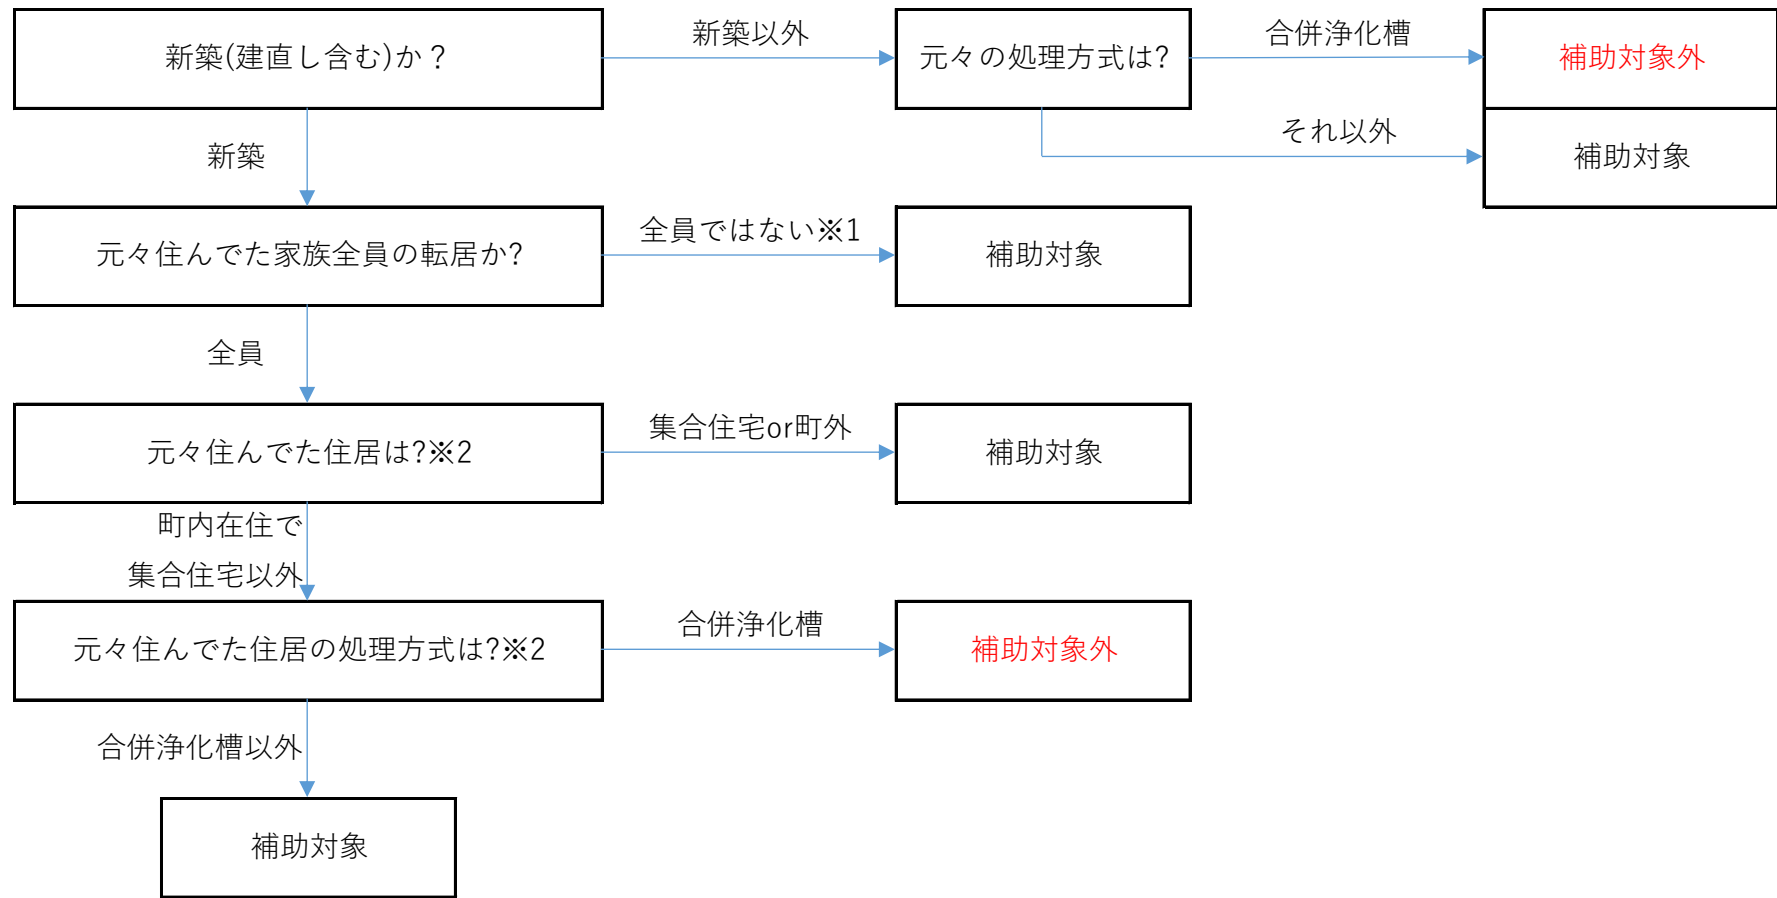 新築(建直し含む)か？
新築以外
元々の処理方式は?
合併浄化槽
補助対象外
それ以外
補助対象
新築
元々住んでた家族全員の転居か?
全員ではない※1
補助対象
全員
元々住んでた住居は?※2
集合住宅or町外
補助対象
町内在住で
集合住宅以外
元々住んでた住居の処理方式は?※2
合併浄化槽
補助対象外
合併浄化槽以外
補助対象